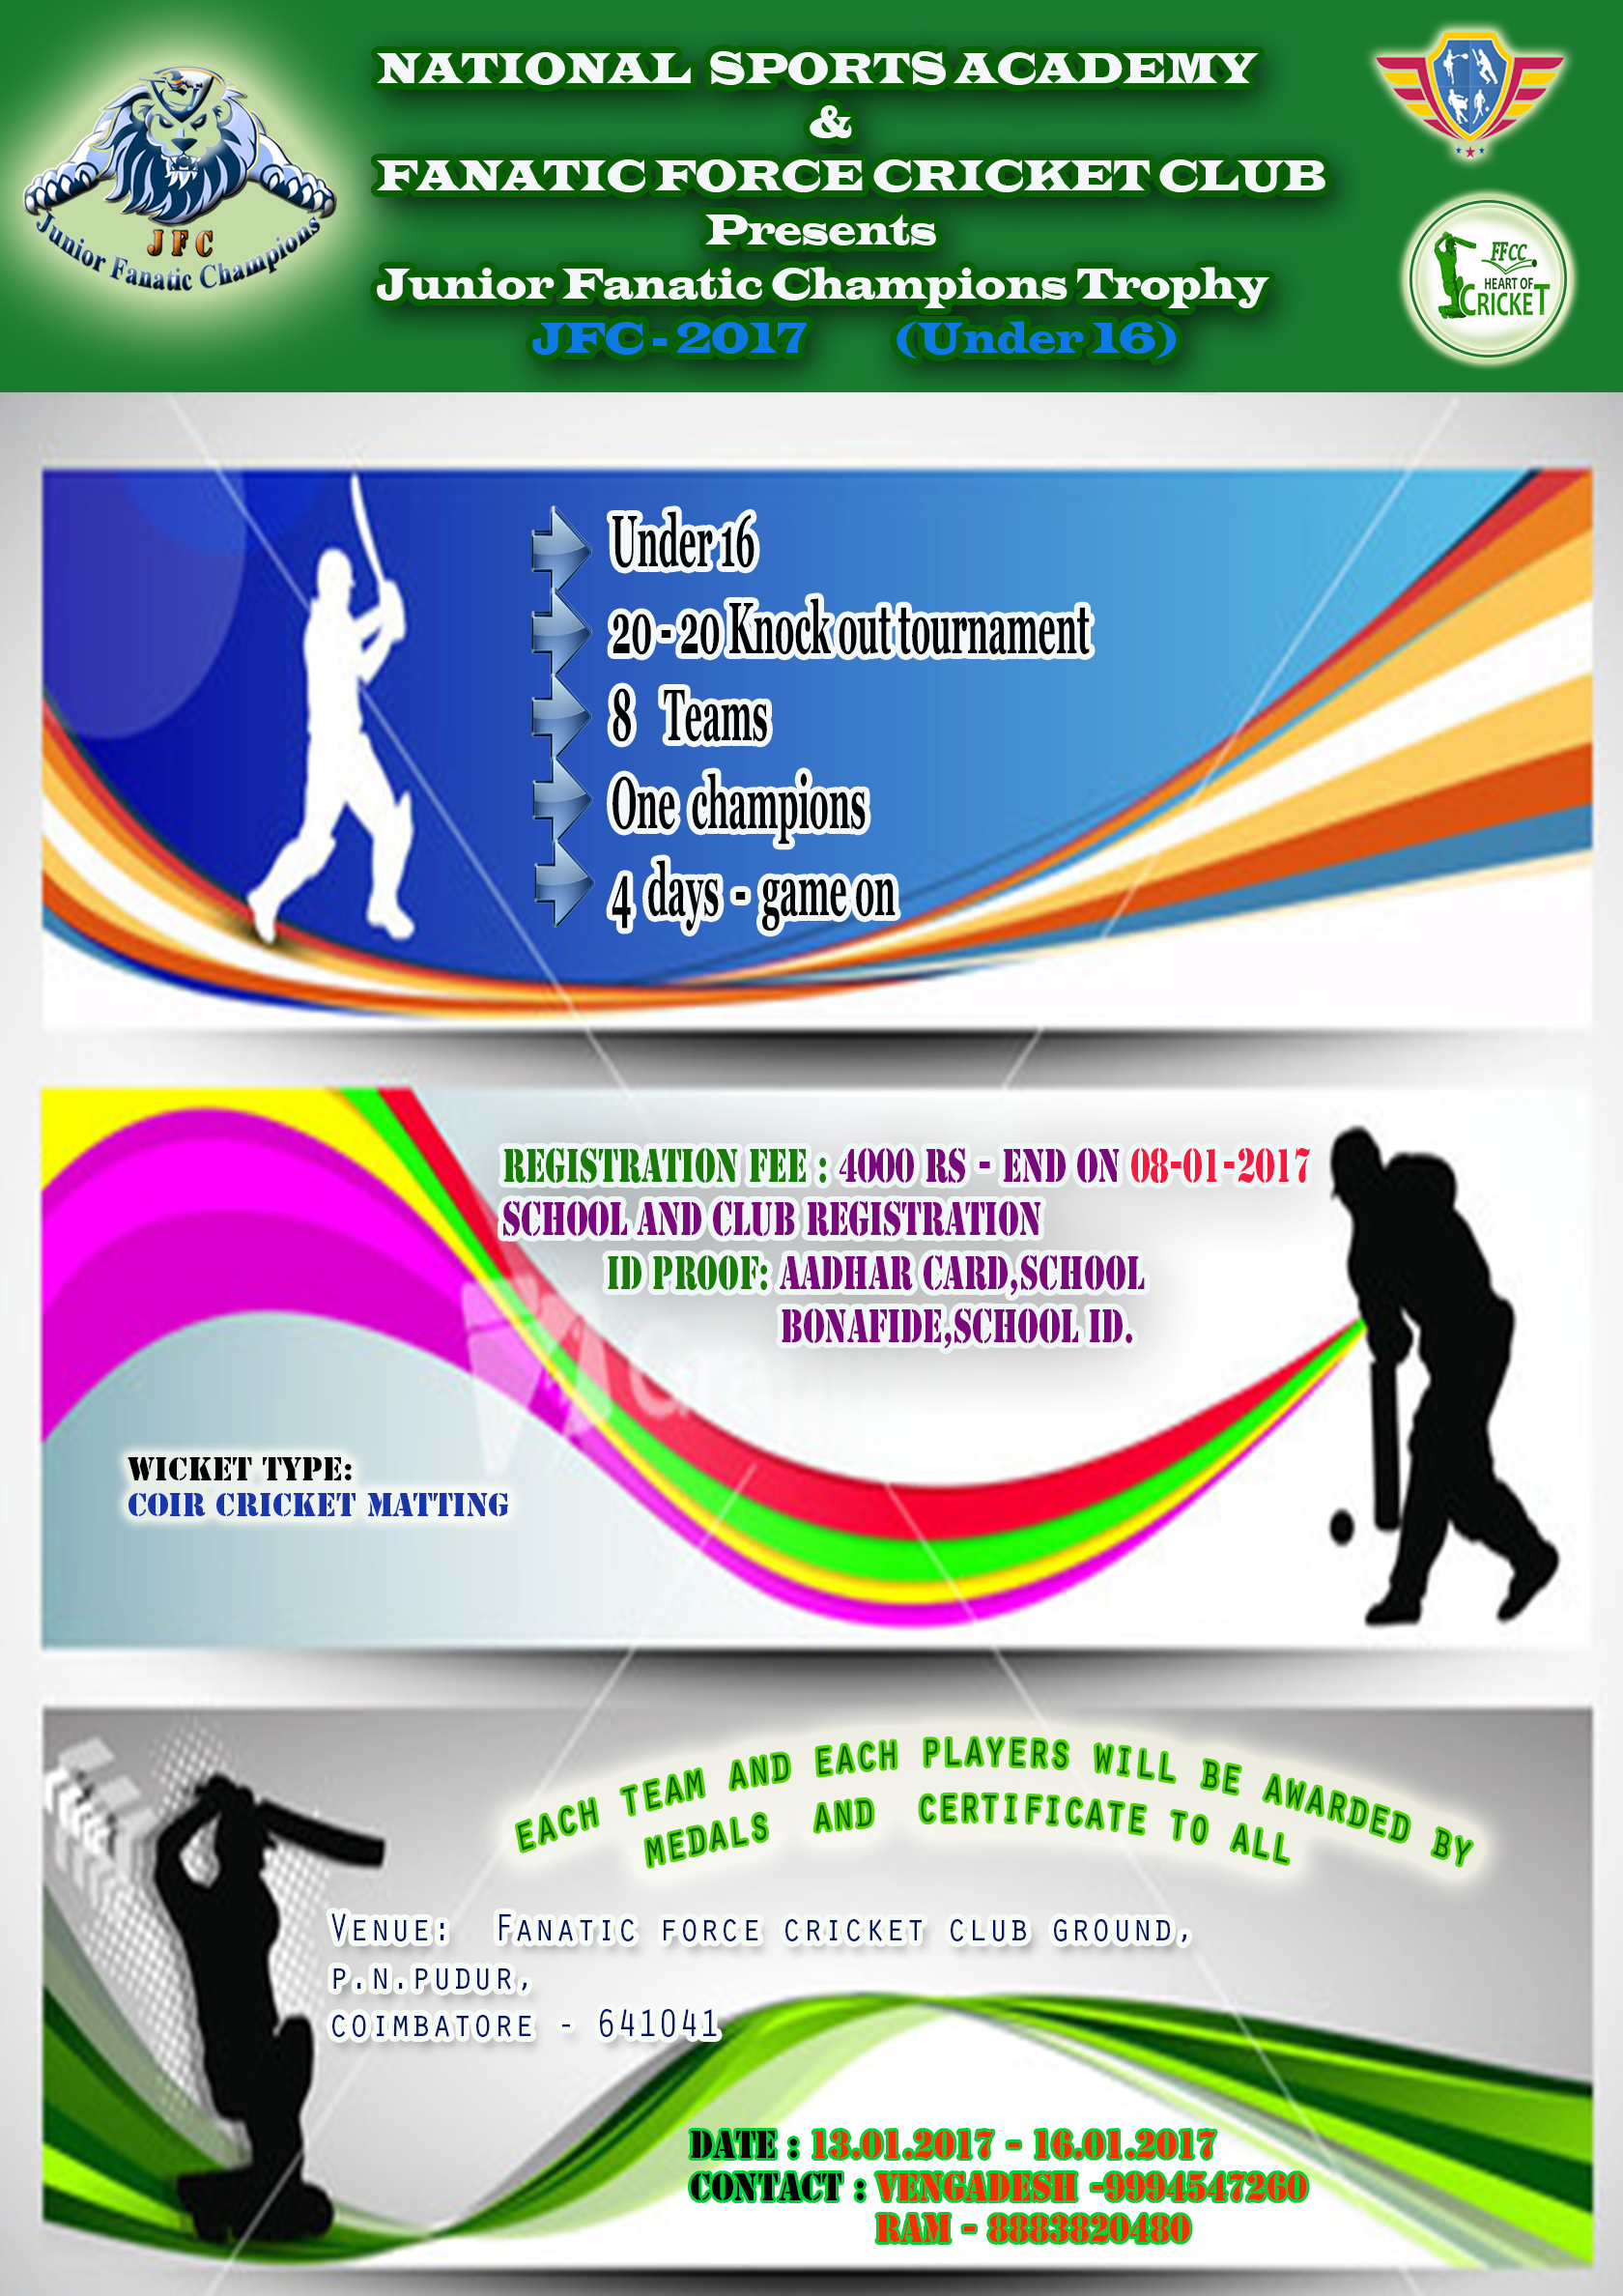 NATIONAL SPORTS ACADEMY
&
FANATIC FORCE CRICKET CLUB
Presents
Junior Fanatic Champions Trophy
JFC - 2017 (Under 16)
JFC
Junior Fanatic Champions
FFCC
HEART OF
CRICKET
Under 16
20 - 20 Knock out tournament
8 Teams
One champions
4 days - game on
REGISTRATION FEE : 4000 RS - END ON 08-01-2017
SCHOOL AND CLUB REGISTRATION
ID PROOF: AADHAR CARD,SCHOOL
BONAFIDE,SCHOOL ID.
WICKET TYPE:
COIR CRICKET MATTING
EACH TEAM AND EACH PLAYERS WILL BE AWARDED BY
MEDALS AND CERTIFICATE TO ALL
VENUE: FANATIC FORCE CRICKET CLUB GROUND,
P.N.PUDUR,
COIMBATORE - 641041
DATE : 13.01.2017 - 16.01.2017
CONTACT : VENGADESH -9994547260
RAM - 8883820480